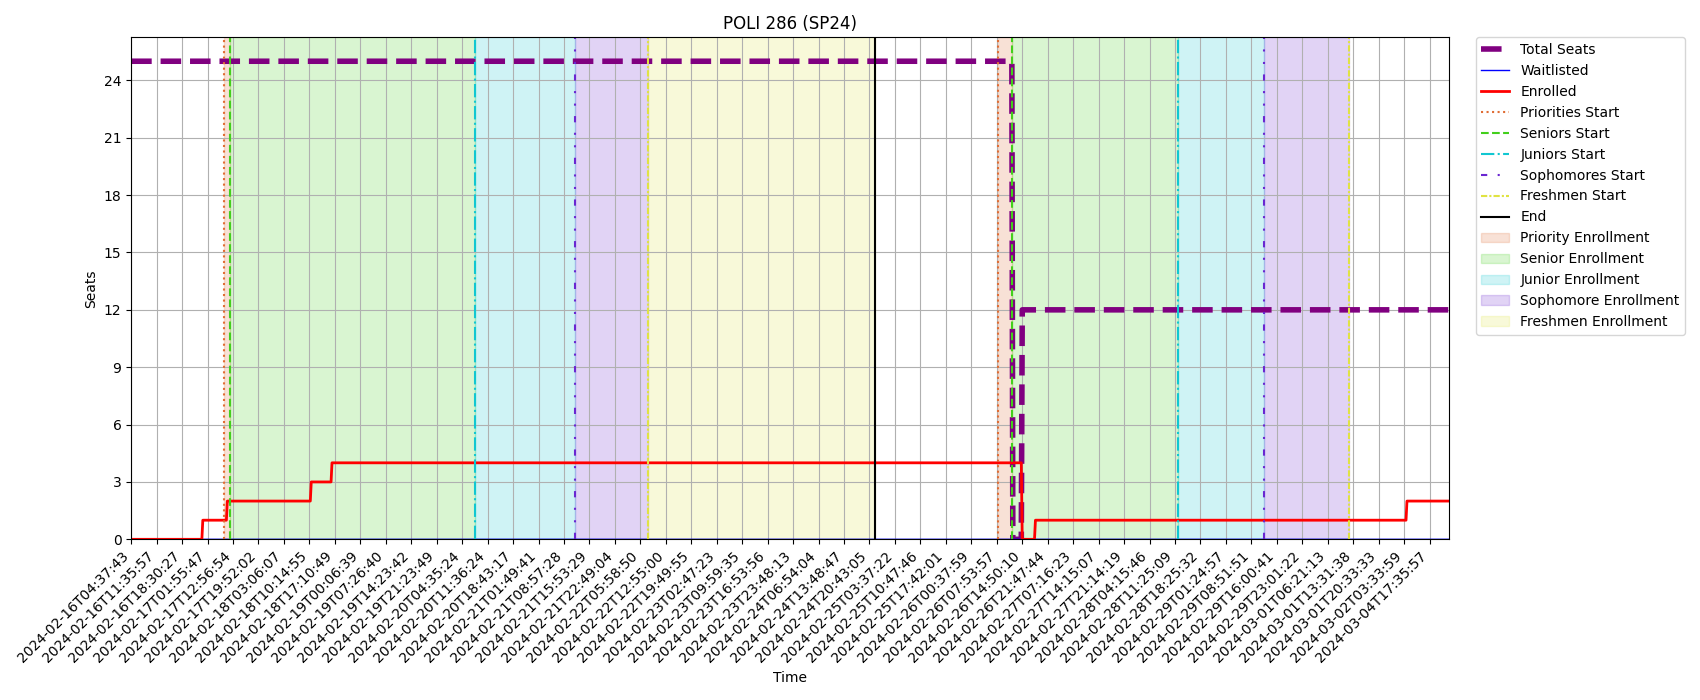 POLI 286 (SP24)
Seats
24
21
18
15
12
9
6
3
0
2024-02-16T04:37:43
2024-02-16T11:35:57
2024-02-16T18:30:27
2024-02-17T01:55:47
2024-02-17T12:56:54
2024-02-17T19:52:02
2024-02-18T03:06:07
2024-02-18T10:14:55
2024-02-18T17:10:49
2024-02-19T00:06:39
2024-02-19T07:26:40
2024-02-19T14:23:42
2024-02-19T21:23:49
2024-02-20T04:35:24
2024-02-20T11:36:24
2024-02-20T18:43:17
2024-02-21T01:49:41
2024-02-21T08:57:28
2024-02-21T15:53:29
2024-02-21T22:49:04
2024-02-22T05:58:50
2024-02-22T12:55:00
2024-02-22T19:49:55
2024-02-23T02:47:23
2024-02-23T09:59:35
2024-02-23T16:53:56
2024-02-23T23:48:13
2024-02-24T06:54:04
2024-02-24T13:48:47
2024-02-24T20:43:05
2024-02-25T03:37:22
2024-02-25T10:47:46
2024-02-25T17:42:01
2024-02-26T00:37:59
2024-02-26T07:53:57
2024-02-26T14:50:10
2024-02-26T21:47:44
2024-02-27T07:16:23
2024-02-27T14:15:07
2024-02-27T21:14:19
2024-02-28T04:15:46
2024-02-28T11:25:09
2024-02-28T18:25:32
2024-02-29T01:24:57
2024-02-29T08:51:51
2024-02-29T16:00:41
2024-02-29T23:01:22
2024-03-01T06:21:13
2024-03-01T13:31:38
2024-03-01T20:33:33
2024-03-02T03:33:59
2024-03-04T17:35:57
Time
Total Seats
Waitlisted
Enrolled
Priorities Start
Seniors Start
Juniors Start
Sophomores Start
Freshmen Start
End
Priority Enrollment
Senior Enrollment
Junior Enrollment
Sophomore Enrollment
Freshmen Enrollment